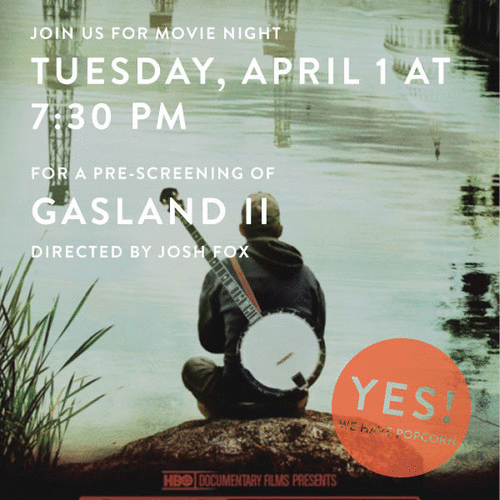 JOIN US FOR MOVIE NIGHT
TUESDAY, APRIL 1 AT
7:30 PM
FOR A PRE-SCREENING OF
GASLAND II
DIRECTED BY JOSH FOX
YES!
WE HAVE POPCORN
HBO DOCUMENTARY FILMS PRESENTS